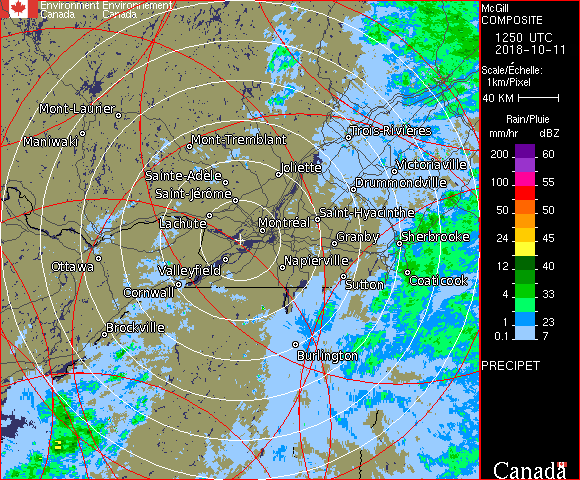 Environment Environnement
Canada Canada
Mont-Laurier
Maniwaki
Mont-Tremblant
Trois-Rivières
Joliette
Victoriaville
Sainte-Adèle
Drummondville
Saint-Jérôme
Lachute
Saint-Hyacinthe
Montréal
Granby
Sherbrooke
Ottawa
Valleyfield
Napierville
Coaticook
Cornwall
Sutton
Brockville
Burlington
McGill
COMPOSITE
1250 UTC
2018-10-11
Scale/Échelle:
1km/Pixel
40 KM
Rain/Pluie
mm/hr dBZ
200 60
100 55
50 50
24 45
12 40
4 33
1 23
0.1 7
PRECIPET
Canada